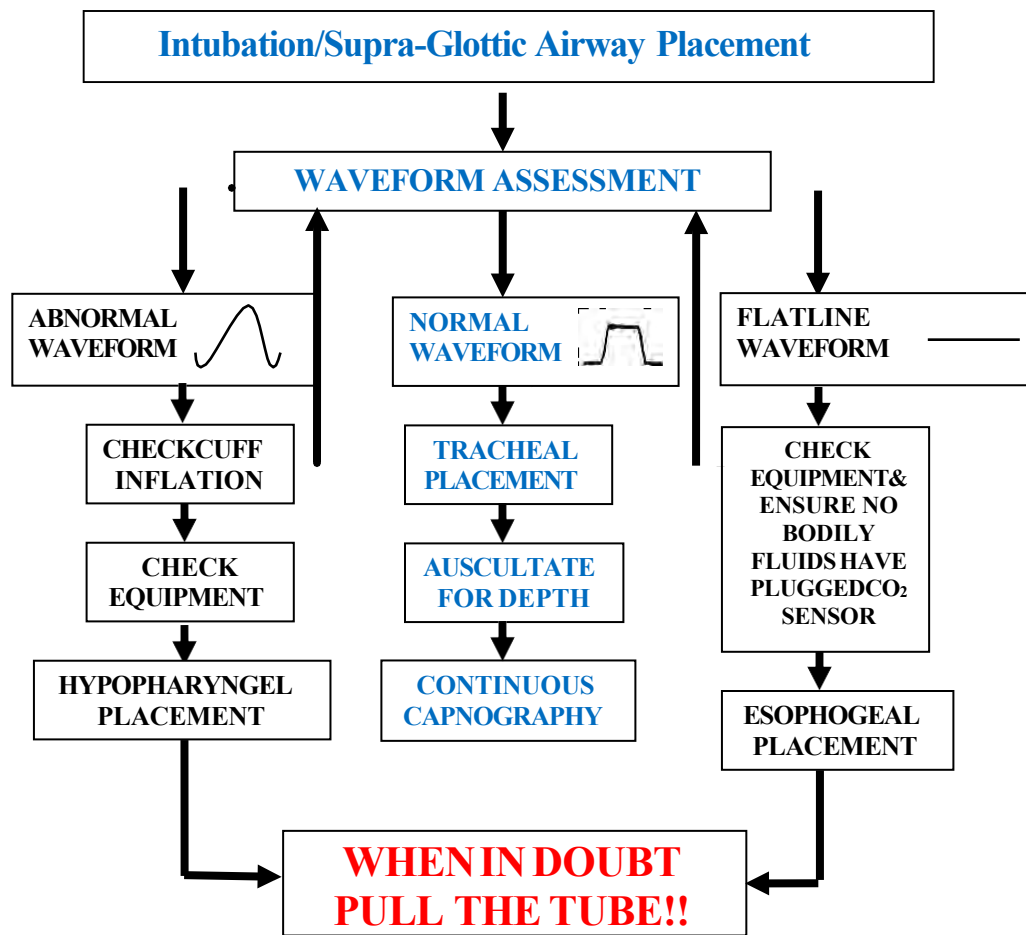 Intubation/Supra-Glottic Airway Placement
WAVEFORM ASSESSMENT
ABNORMAL
WAVEFORM
CHECKCUFF
INFLATION
CHECK
EQUIPMENT
HYPOPHARYNGEL
PLACEMENT
NORMAL
WAVEFORM
TRACHEAL
PLACEMENT
AUSCULTATE
FOR DEPTH
CONTINUOUS
CAPNOGRAPHY
FLATLINE
WAVEFORM
CHECK
EQUIPMENT&
ENSURE NO
BODILY
FLUIDS HAVE
PLUGGEDCO₂
SENSOR
ESOPHOGEAL
PLACEMENT
WHEN IN DOUBT
PULL THE TUBE!!